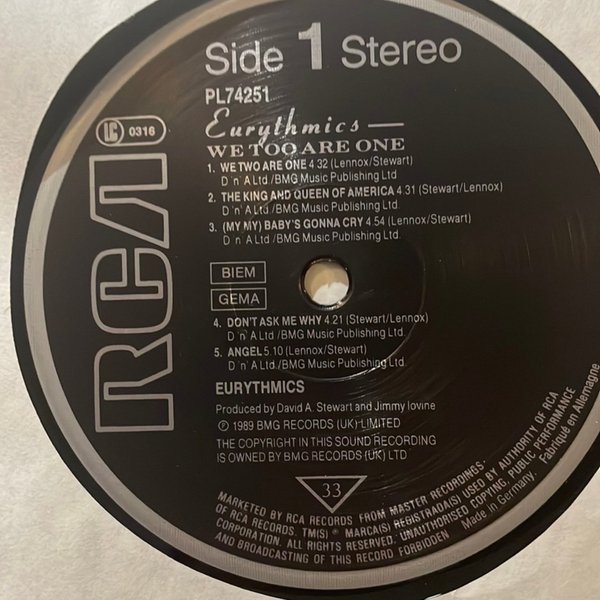 Side 1 Stereo
PL74251
LC 0316
RCA
Eurythmics —
WE TOO ARE ONE
1. WE TWO ARE ONE 4.32 (Lennox/Stewart)
D 'n' A Ltd /BMG Music Publishing Ltd
2. THE KING AND QUEEN OF AMERICA 4.31 (Stewart/Lennox)
D 'n' A Ltd /BMG Music Publishing Ltd.
3. (MY MY) BABY'S GONNA CRY 4.54 (Lennox/Stewart)
D 'n' A Ltd /BMG Music Publishing Ltd.
BIEM
GEMA
4. DON'T ASK ME WHY 4.21 (Stewart/Lennox)
D 'n' A Ltd /BMG Music Publishing Ltd.
5. ANGEL 5.10 (Lennox/Stewart)
D 'n' A Ltd /BMG Music Publishing Ltd.
EURYTHMICS
Produced by David A. Stewart and Jimmy Iovine
℗ 1989 BMG RECORDS (UK) LIMITED
THE COPYRIGHT IN THIS SOUND RECORDING
IS OWNED BY BMG RECORDS (UK) LTD
33
MARKETED BY RCA RECORDS FROM MASTER RECORDINGS.
OF RCA RECORDS. TM(S)® MARCA(S) REGISTRADA(S) USED BY AUTHORITY OF RCA
CORPORATION. ALL RIGHTS RESERVED. UNAUTHORISED COPYING, PUBLIC PERFORMANCE
AND BROADCASTING OF THIS RECORD FORBIDDEN
Made in Germany. Fabriqué en Allemagne